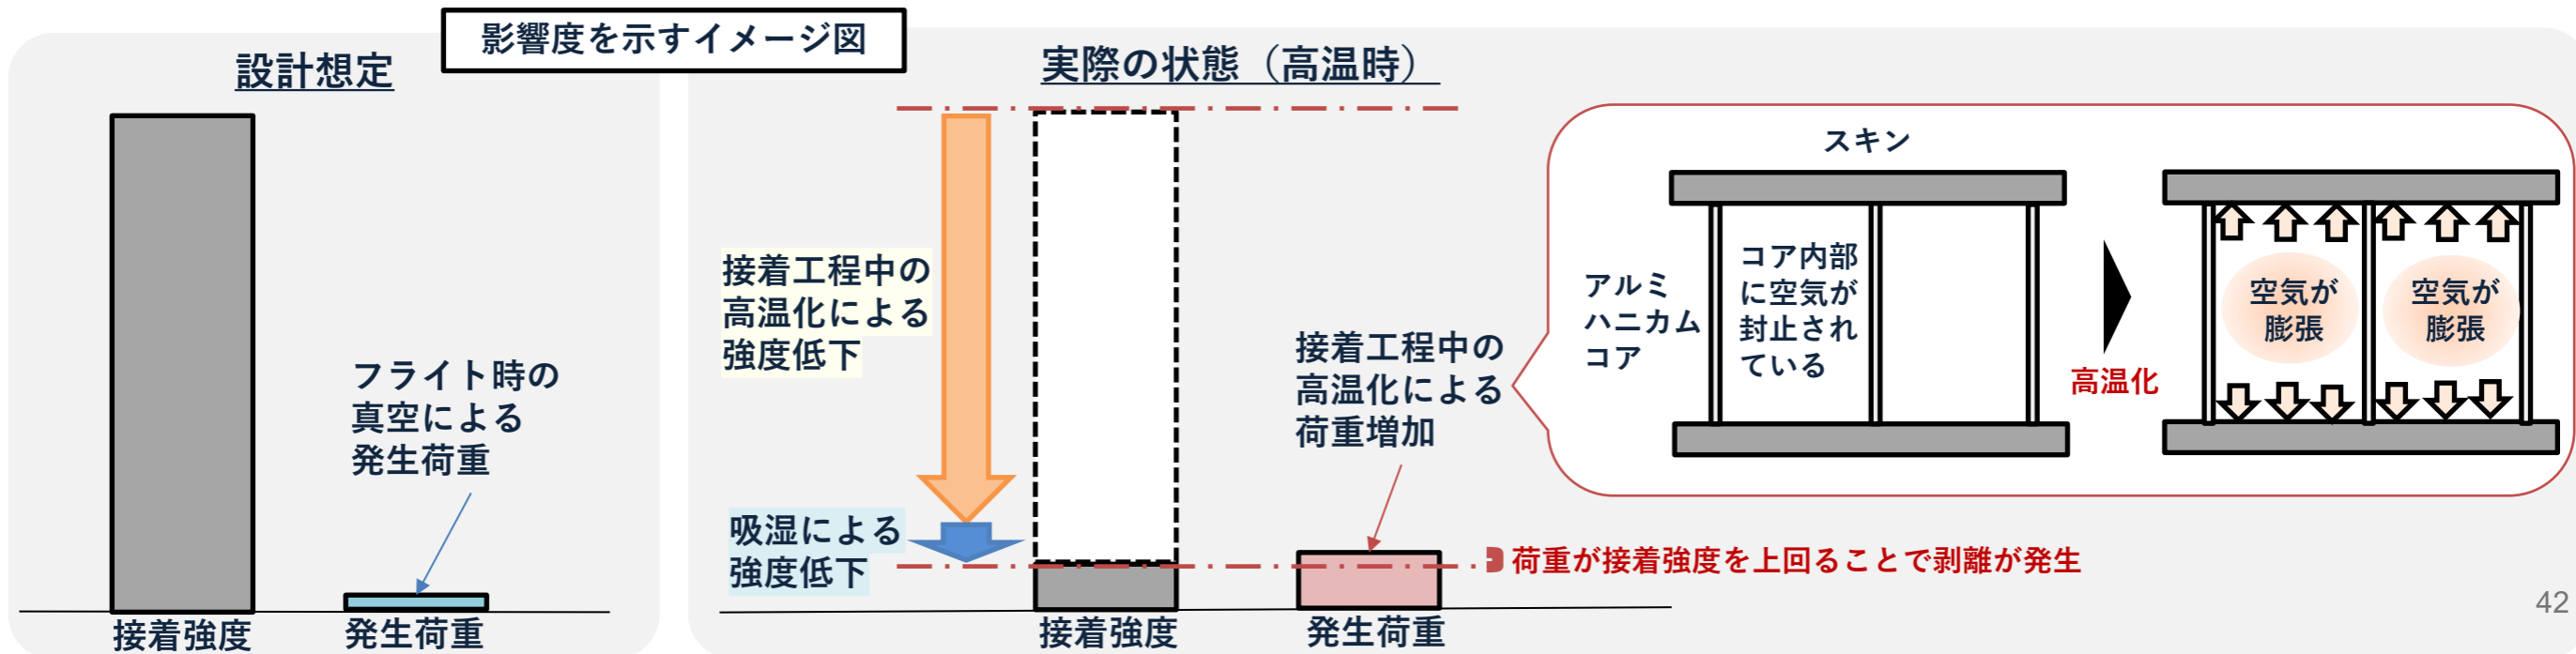 影響度を示すイメージ図
設計想定
フライト時の
真空による
発生荷重
接着強度
発生荷重
実際の状態（高温時）
接着工程中の
高温化による
強度低下
吸湿による
強度低下
接着工程中の
高温化による
荷重増加
接着強度
発生荷重
荷重が接着強度を上回ることで剥離が発生
スキン
アルミ
ハニカム
コア
コア内部
に空気が
封止され
ている
高温化
空気が
膨張
空気が
膨張
42